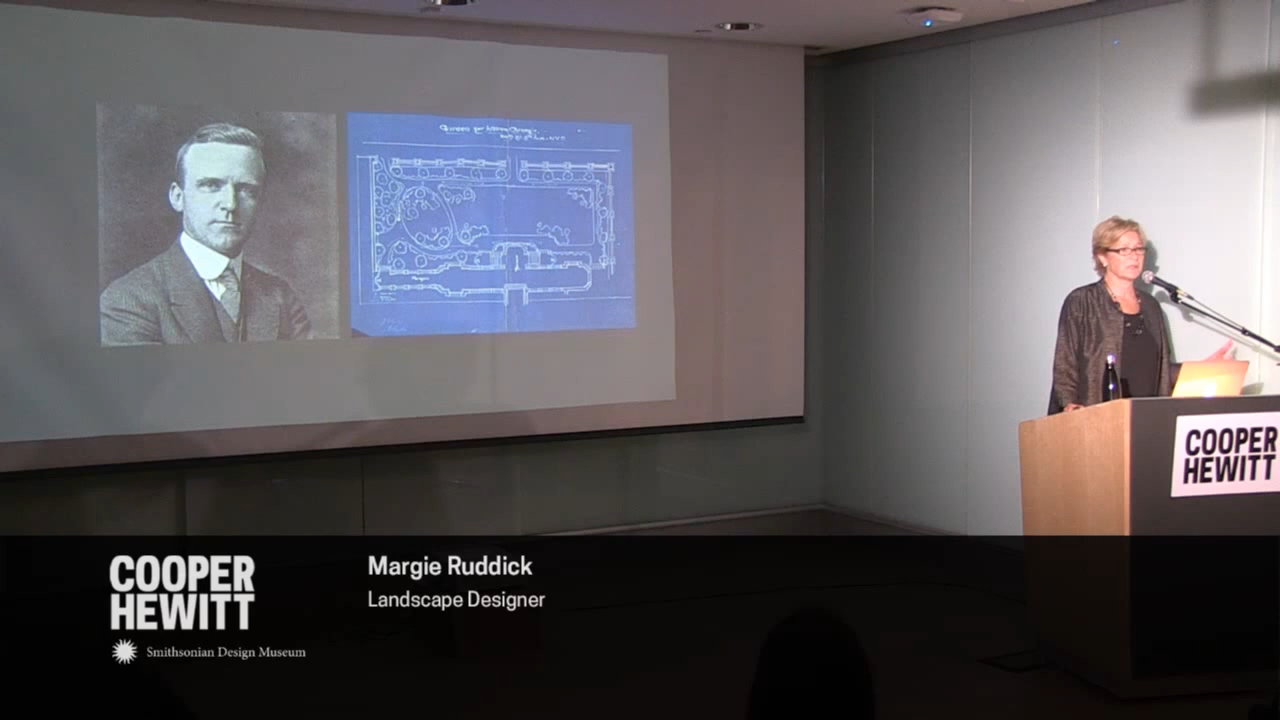 COOPER
HEWITT
COOPER
HEWITT
Smithsonian Design Museum
Margie Ruddick
Landscape Designer